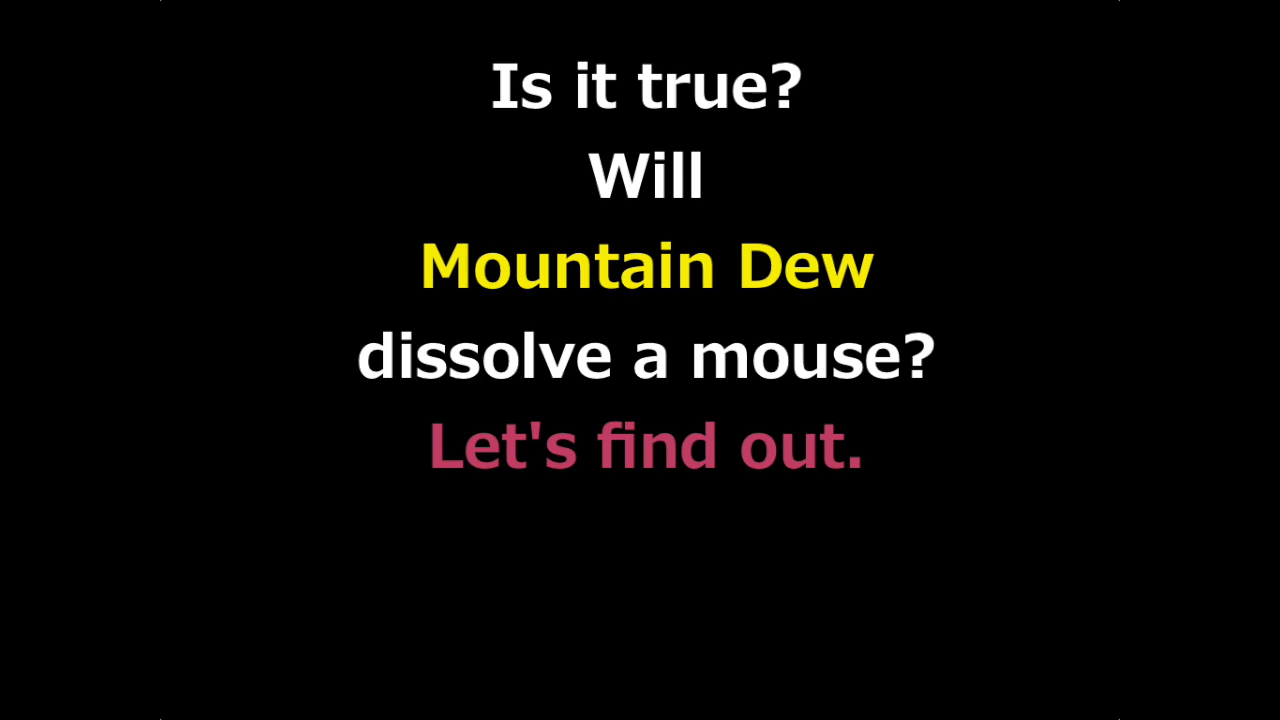 Is it true?
Will
Mountain Dew
dissolve a mouse?
Let's find out.